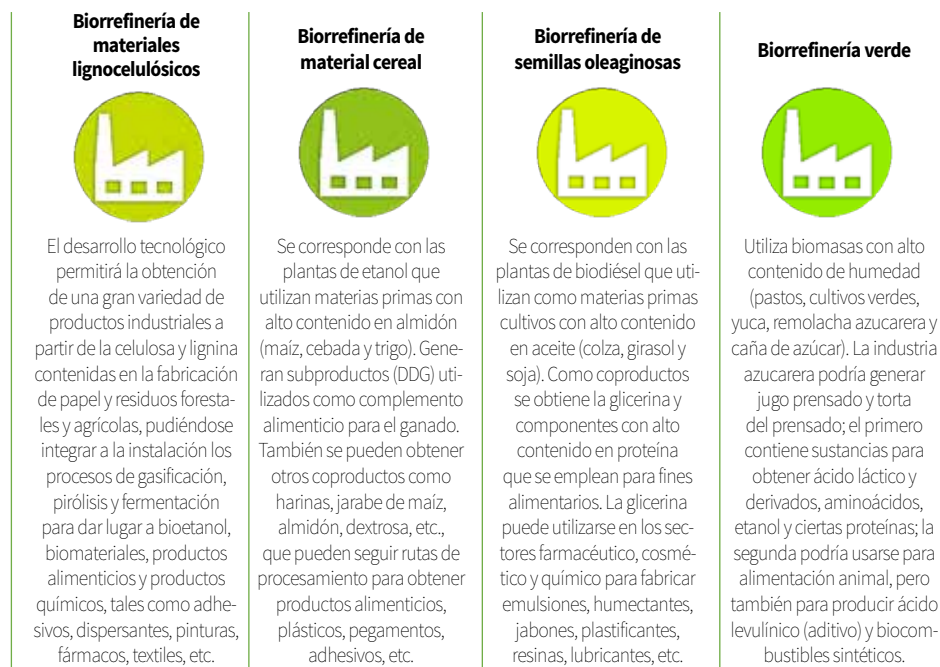 Biorrefinería de
materiales
lignocelulósicos
El desarrollo tecnológico
permitirá la obtención
de una gran variedad de
productos industriales a
partir de la celulosa y lignina
contenidas en la fabricación
de papel y residuos foresta-
les y agrícolas, pudiéndose
integrar a la instalación los
procesos de gasificación,
pirólisis y fermentación
para dar lugar a bioetanol,
biomateriales, productos
alimenticios y productos
químicos, tales como adhe-
sivos, dispersantes, pinturas,
fármacos, textiles, etc.
Biorrefinería de
material cereal
Se corresponde con las
plantas de etanol que
utilizan materias primas con
alto contenido en almidón
(maíz, cebada y trigo). Gene-
ran subproductos (DDG) uti-
lizados como complemento
alimenticio para el ganado.
También se pueden obtener
otros coproductos como
harinas, jarabe de maíz,
almidón, dextrosa, etc.,
que pueden seguir rutas de
procesamiento para obtener
productos alimenticios,
plásticos, pegamentos,
adhesivos, etc.
Biorrefinería de
semillas oleaginosas
Se corresponden con las
plantas de biodiésel que uti-
lizan como materias primas
cultivos con alto contenido
en aceite (colza, girasol y
soja). Como coproductos
se obtiene la glicerina y
componentes con alto
contenido en proteína
que se emplean para fines
alimentarios. La glicerina
puede utilizarse en los sec-
tores farmacéutico, cosmé-
tico y químico para fabricar
emulsiones, humectantes,
jabones, plastificantes,
resinas, lubricantes, etc.
Biorrefinería verde
Utiliza biomasas con alto
contenido de humedad
(pastos, cultivos verdes,
yuca, remolacha azucarera y
caña de azúcar). La industria
azucarera podría generar
jugo prensado y torta
del prensado; el primero
contiene sustancias para
obtener ácido láctico y
derivados, aminoácidos,
etanol y ciertas proteínas; la
segunda podría usarse para
alimentación animal, pero
también para producir ácido
levulínico (aditivo) y biocom-
bustibles sintéticos.